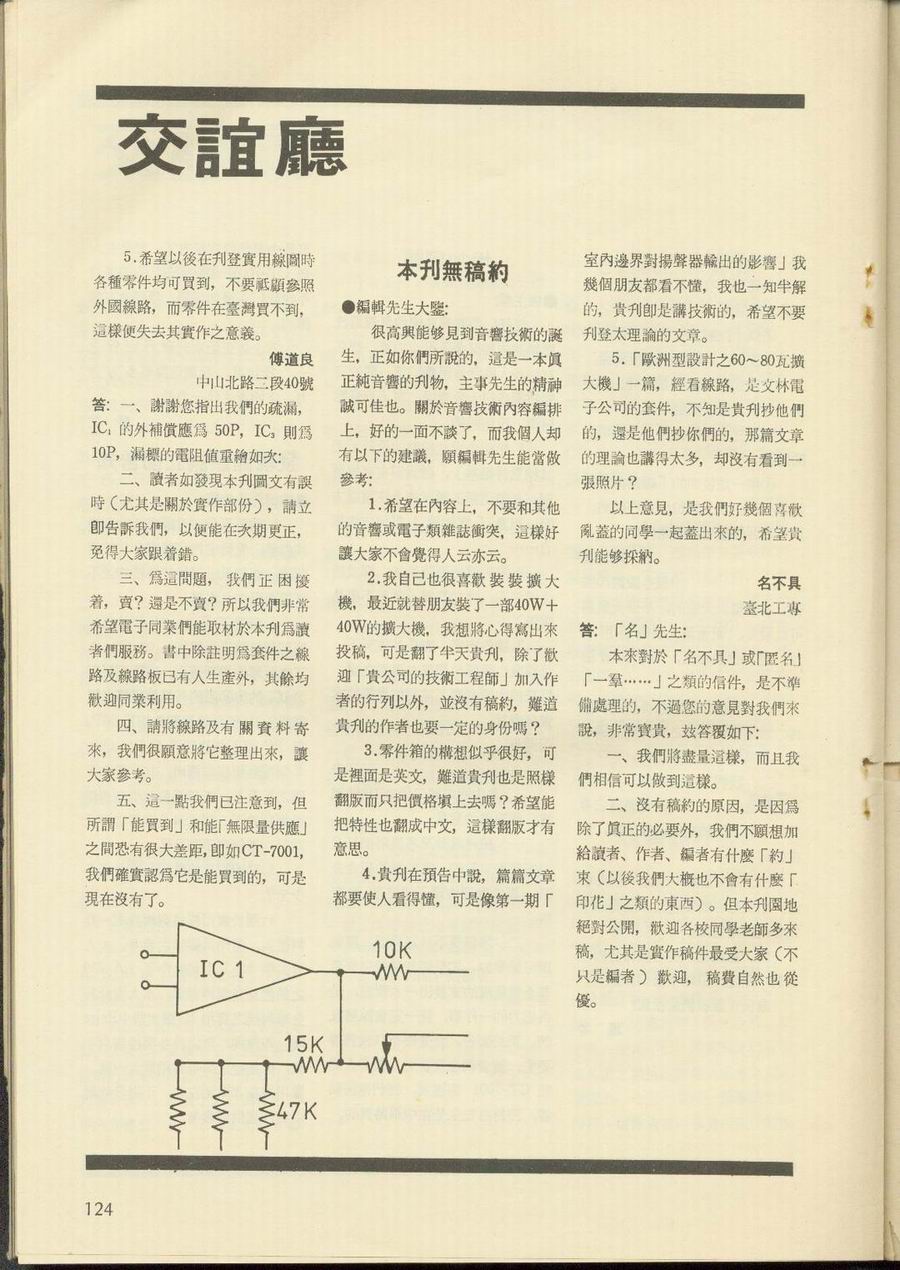 交誼廳
5.希望以後在刋登實用線圖時
各種零件均可買到，不要祗顧參照
外國線路，而零件在臺灣買不到，
這樣便失去其實作之意義。
傅道良
中山北路二段40號
答: 一、謝謝您指出我們的疏漏，
IC₁ 的外補償應爲 50P，IC₃ 則爲
10P，漏標的電阻値重繪如次:
二、讀者如發現本刋圖文有誤
時（尤其是關於實作部份），請立
卽告訴我們，以便能在次期更正，
免得大家跟着錯。
三、爲這問題，我們正困擾
着，賣？還是不賣？所以我們非常
希望電子同業們能取材於本刋爲讀
者們服務。書中除註明爲套件之線
路及線路板已有人生產外，其餘均
歡迎同業利用。
四、請將線路及有關資料寄
來，我們很願意將它整理出來，讓
大家參考。
五、這一點我們已注意到，但
所謂「能買到」和能「無限量供應」
之間恐有很大差距，卽如CT-7001，
我們確實認爲它是能買到的，可是
現在沒有了。
本刋無稿約
●編輯先生大鑒:
很高興能够見到音響技術的誕
生，正如你們所說的，這是一本眞
正純音響的刋物，主事先生的精神
誠可佳也。關於音響技術內容編排
上，好的一面不談了，而我個人却
有以下的建議，願編輯先生能當做
參考:
1.希望在內容上，不要和其他
的音響或電子類雜誌衝突，這樣好
讓大家不會覺得人云亦云。
2.我自己也很喜歡裝裝擴大
機，最近就替朋友裝了一部40W＋
40W的擴大機，我想將心得寫出來
投稿，可是翻了半天貴刋，除了歡
迎「貴公司的技術工程師」加入作
者的行列以外，並沒有稿約，難道
貴刋的作者也要一定的身份嗎？
3.零件箱的構想似乎很好，可
是裡面是英文，難道貴刋也是照樣
翻版而只把價格塡上去嗎？希望能
把特性也翻成中文，這樣翻版才有
意思。
4.貴刋在預告中說，篇篇文章
都要使人看得懂，可是像第一期「
室內邊界對揚聲器輸出的影響」我
幾個朋友都看不懂，我也一知半解
的，貴刋卽是講技術的，希望不要
刋登太理論的文章。
5.「歐洲型設計之60～80瓦擴
大機」一篇，經看線路，是文林電
子公司的套件，不知是貴刋抄他們
的，還是他們抄你們的，那篇文章
的理論也講得太多，却沒有看到一
張照片？
以上意見，是我們好幾個喜歡
亂蓋的同學一起蓋出來的，希望貴
刋能够採納。
名不具
臺北工專
答: 「名」先生:
本來對於「名不具」或「匿名」
「一羣……」之類的信件，是不準
備處理的，不過您的意見對我們來
說，非常寶貴，玆答覆如下:
一、我們將盡量這樣，而且我
們相信可以做到這樣。
二、沒有稿約的原因，是因爲
除了眞正的必要外，我們不願想加
給讀者、作者、編者有什麼「約」
束（以後我們大概也不會有什麼「
印花」之類的東西）。但本刋園地
絕對公開，歡迎各校同學老師多來
稿，尤其是實作稿件最受大家（不
只是編者）歡迎，稿費自然也從
優。
IC 1
10K
15K
47K
124